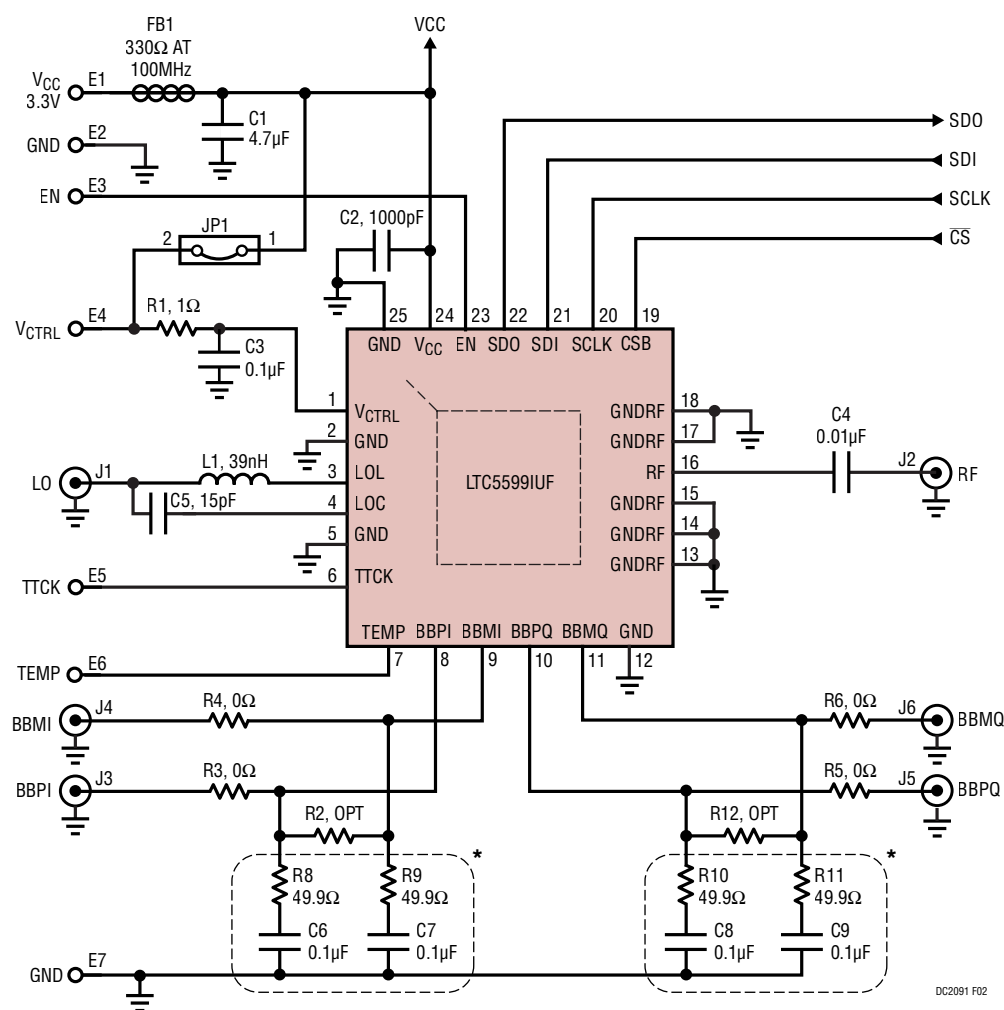 FB1
330Ω AT
100MHz
VCC
VCC
3.3V
E1
C1
4.7µF
GND
E2
EN
E3
SDO
SDI
SCLK
C̅S̅
JP1
2
1
C2, 1000pF
VCTRL
E4
R1, 1Ω
C3
0.1µF
25
24
23
22
21
20
19
GND
VCC
EN
SDO
SDI
SCLK
CSB
1
VCTRL
2
GND
3
LOL
4
LOC
5
GND
6
TTCK
LTC5599IUF
GNDRF
18
GNDRF
17
RF
16
GNDRF
15
GNDRF
14
GNDRF
13
C4
0.01µF
J2
RF
LO
J1
L1, 39nH
C5, 15pF
TTCK
E5
TEMP
BBPI
BBMI
BBPQ
BBMQ
GND
7
8
9
10
11
12
TEMP
E6
BBMI
J4
R4, 0Ω
BBPI
J3
R3, 0Ω
R6, 0Ω
J6
BBMQ
R5, 0Ω
J5
BBPQ
R2, OPT
R12, OPT
*
*
R8
49.9Ω
R9
49.9Ω
R10
49.9Ω
R11
49.9Ω
C6
0.1µF
C7
0.1µF
C8
0.1µF
C9
0.1µF
GND
E7
DC2091 F02